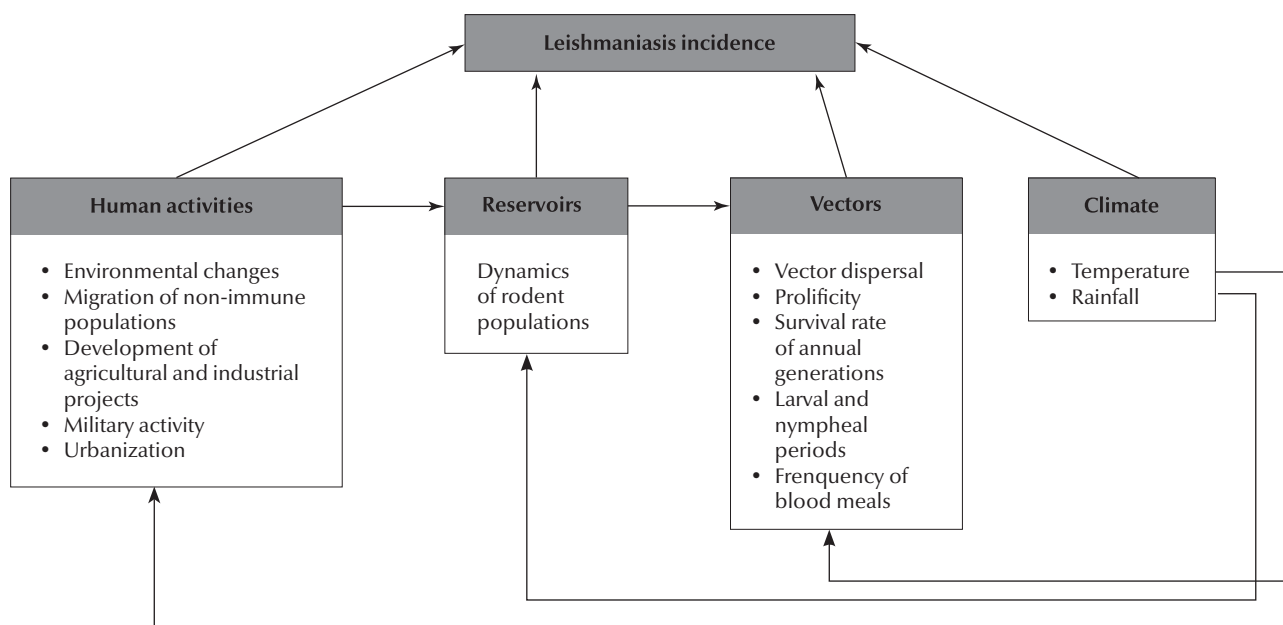 Leishmaniasis incidence
Human activities
• Environmental changes
• Migration of non-immune
populations
• Development of
agricultural and industrial
projects
• Military activity
• Urbanization
Reservoirs
Dynamics
of rodent
populations
Vectors
• Vector dispersal
• Prolificity
• Survival rate
of annual
generations
• Larval and
nympheal
periods
• Frenquency of
blood meals
Climate
• Temperature
• Rainfall